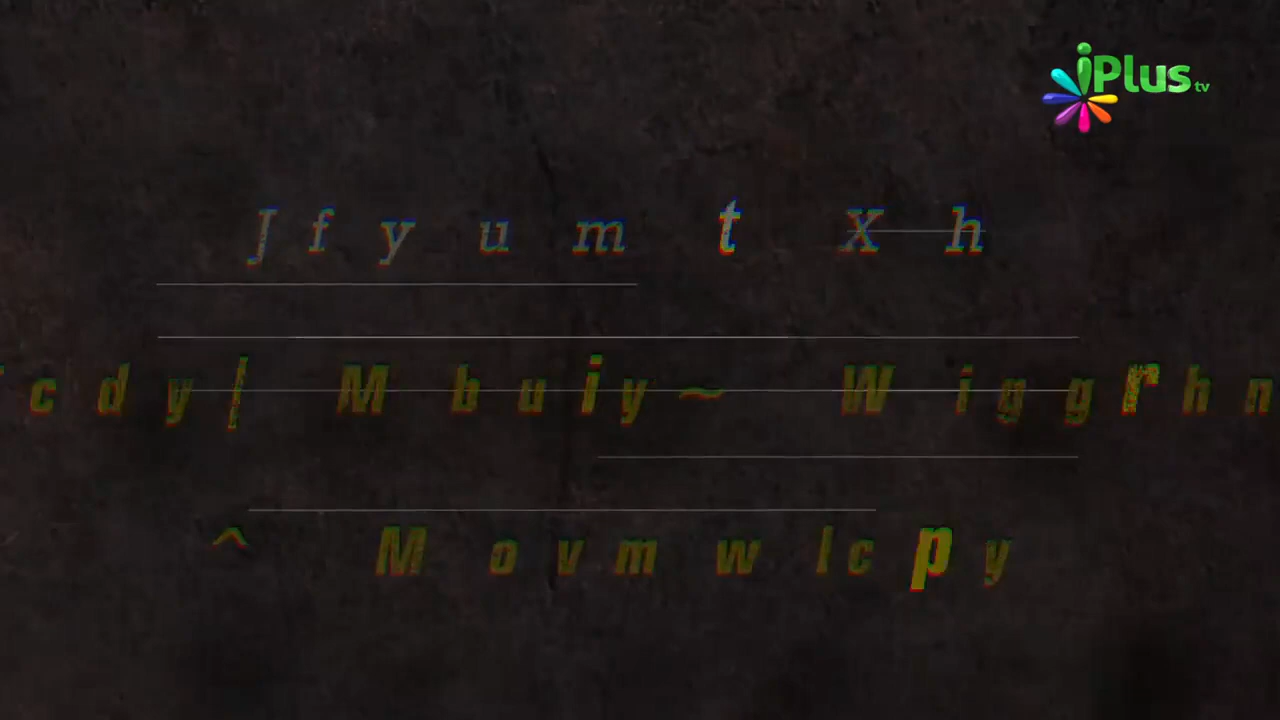 iPlus tv
J f y u m t X h
c d y | M b u i y ~ W i g g r h n
^ M o v m w l c p y